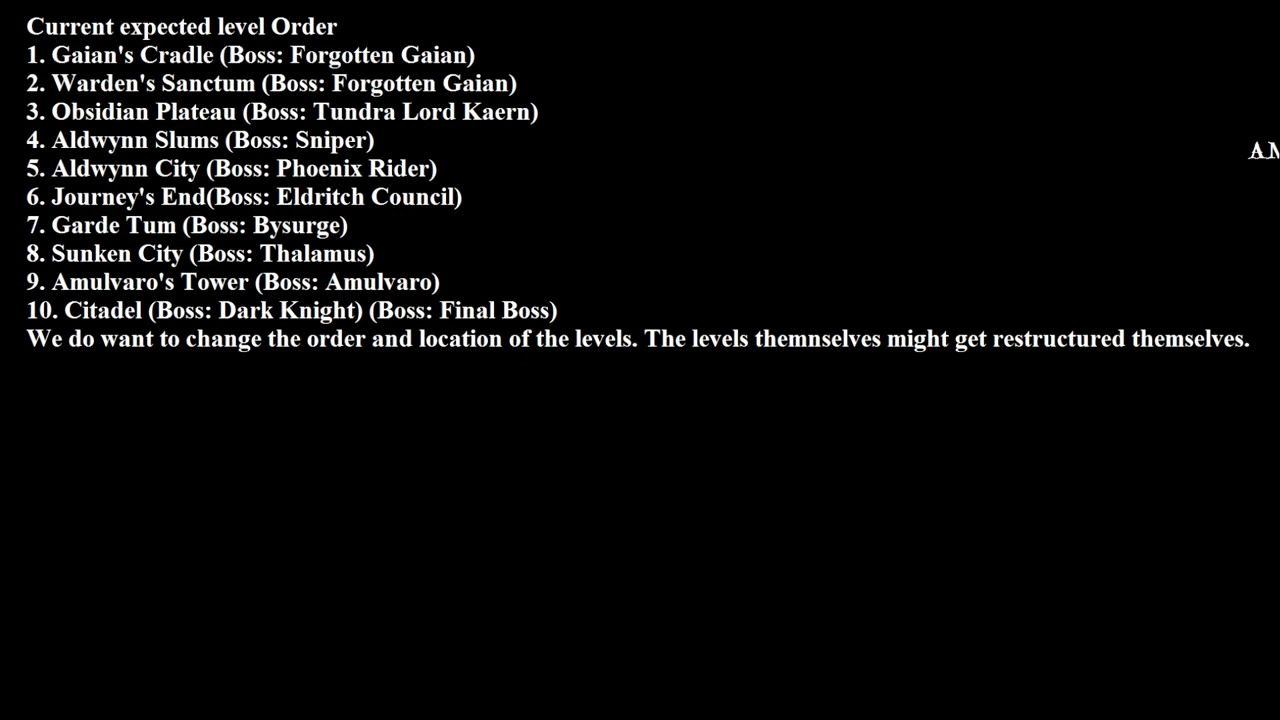 Current expected level Order
1. Gaian's Cradle (Boss: Forgotten Gaian)
2. Warden's Sanctum (Boss: Forgotten Gaian)
3. Obsidian Plateau (Boss: Tundra Lord Kaern)
4. Aldwynn Slums (Boss: Sniper)
AM
5. Aldwynn City (Boss: Phoenix Rider)
6. Journey's End(Boss: Eldritch Council)
7. Garde Tum (Boss: Bysurge)
8. Sunken City (Boss: Thalamus)
9. Amulvaro's Tower (Boss: Amulvaro)
10. Citadel (Boss: Dark Knight) (Boss: Final Boss)
We do want to change the order and location of the levels. The levels themnselves might get restructured themselves.